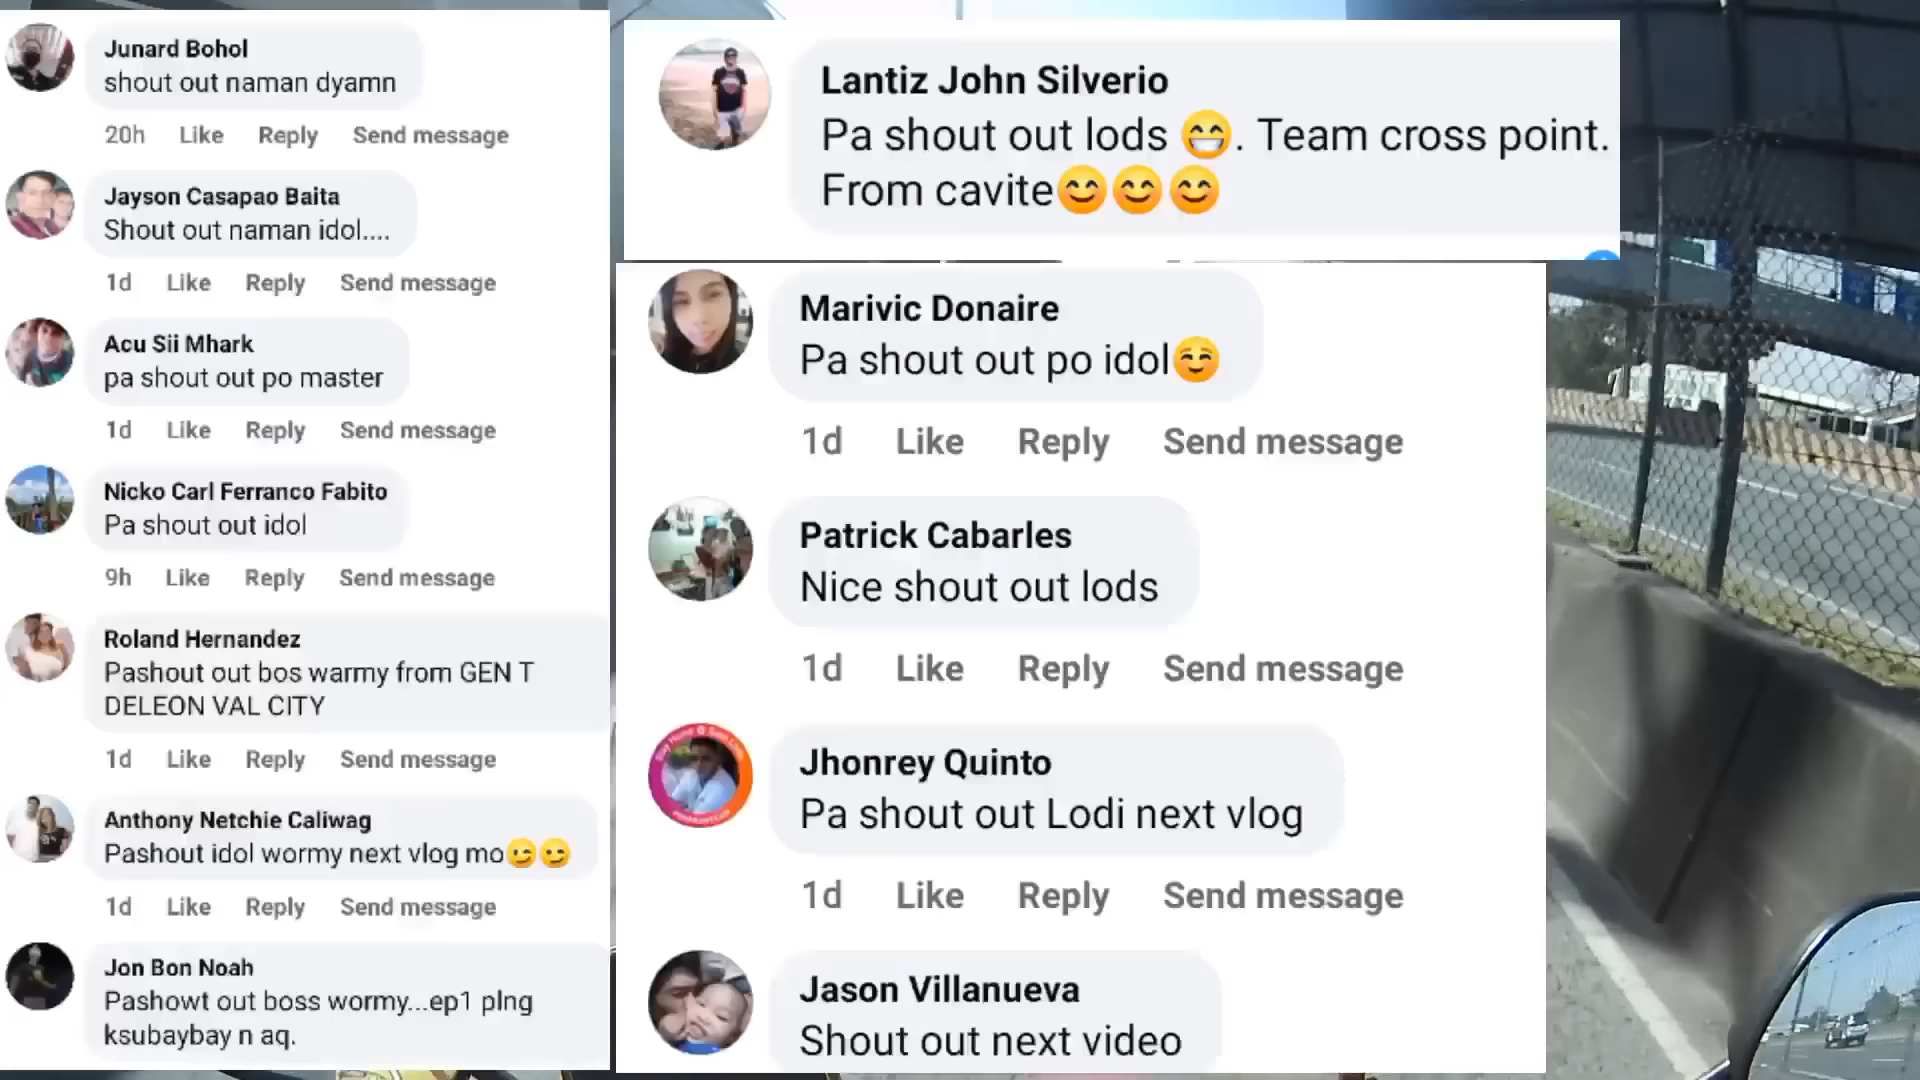 Junard Bohol
shout out naman dyamn
20h Like Reply Send message
Jayson Casapao Baita
Shout out naman idol....
1d Like Reply Send message
Acu Sii Mhark
pa shout out po master
1d Like Reply Send message
Nicko Carl Ferranco Fabito
Pa shout out idol
9h Like Reply Send message
Roland Hernandez
Pashout out bos warmy from GEN T
DELEON VAL CITY
1d Like Reply Send message
Anthony Netchie Caliwag
Pashout idol wormy next vlog mo😉😉
1d Like Reply Send message
Jon Bon Noah
Pashowt out boss wormy...ep1 plng
ksubaybay n aq.
Lantiz John Silverio
Pa shout out lods 😁. Team cross point.
From cavite😊😊😊
Marivic Donaire
Pa shout out po idol☺️
1d Like Reply Send message
Patrick Cabarles
Nice shout out lods
1d Like Reply Send message
Jhonrey Quinto
Pa shout out Lodi next vlog
1d Like Reply Send message
Jason Villanueva
Shout out next video